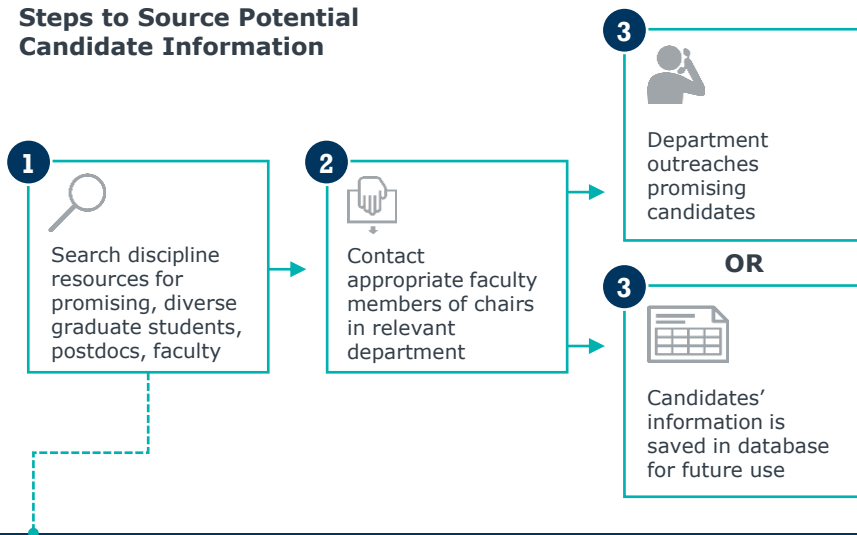 Steps to Source Potential
Candidate Information
1
Search discipline
resources for
promising, diverse
graduate students,
postdocs, faculty
2
Contact
appropriate faculty
members of chairs
in relevant
department
3
Department
outreaches
promising
candidates
OR
3
Candidates’
information is
saved in database
for future use